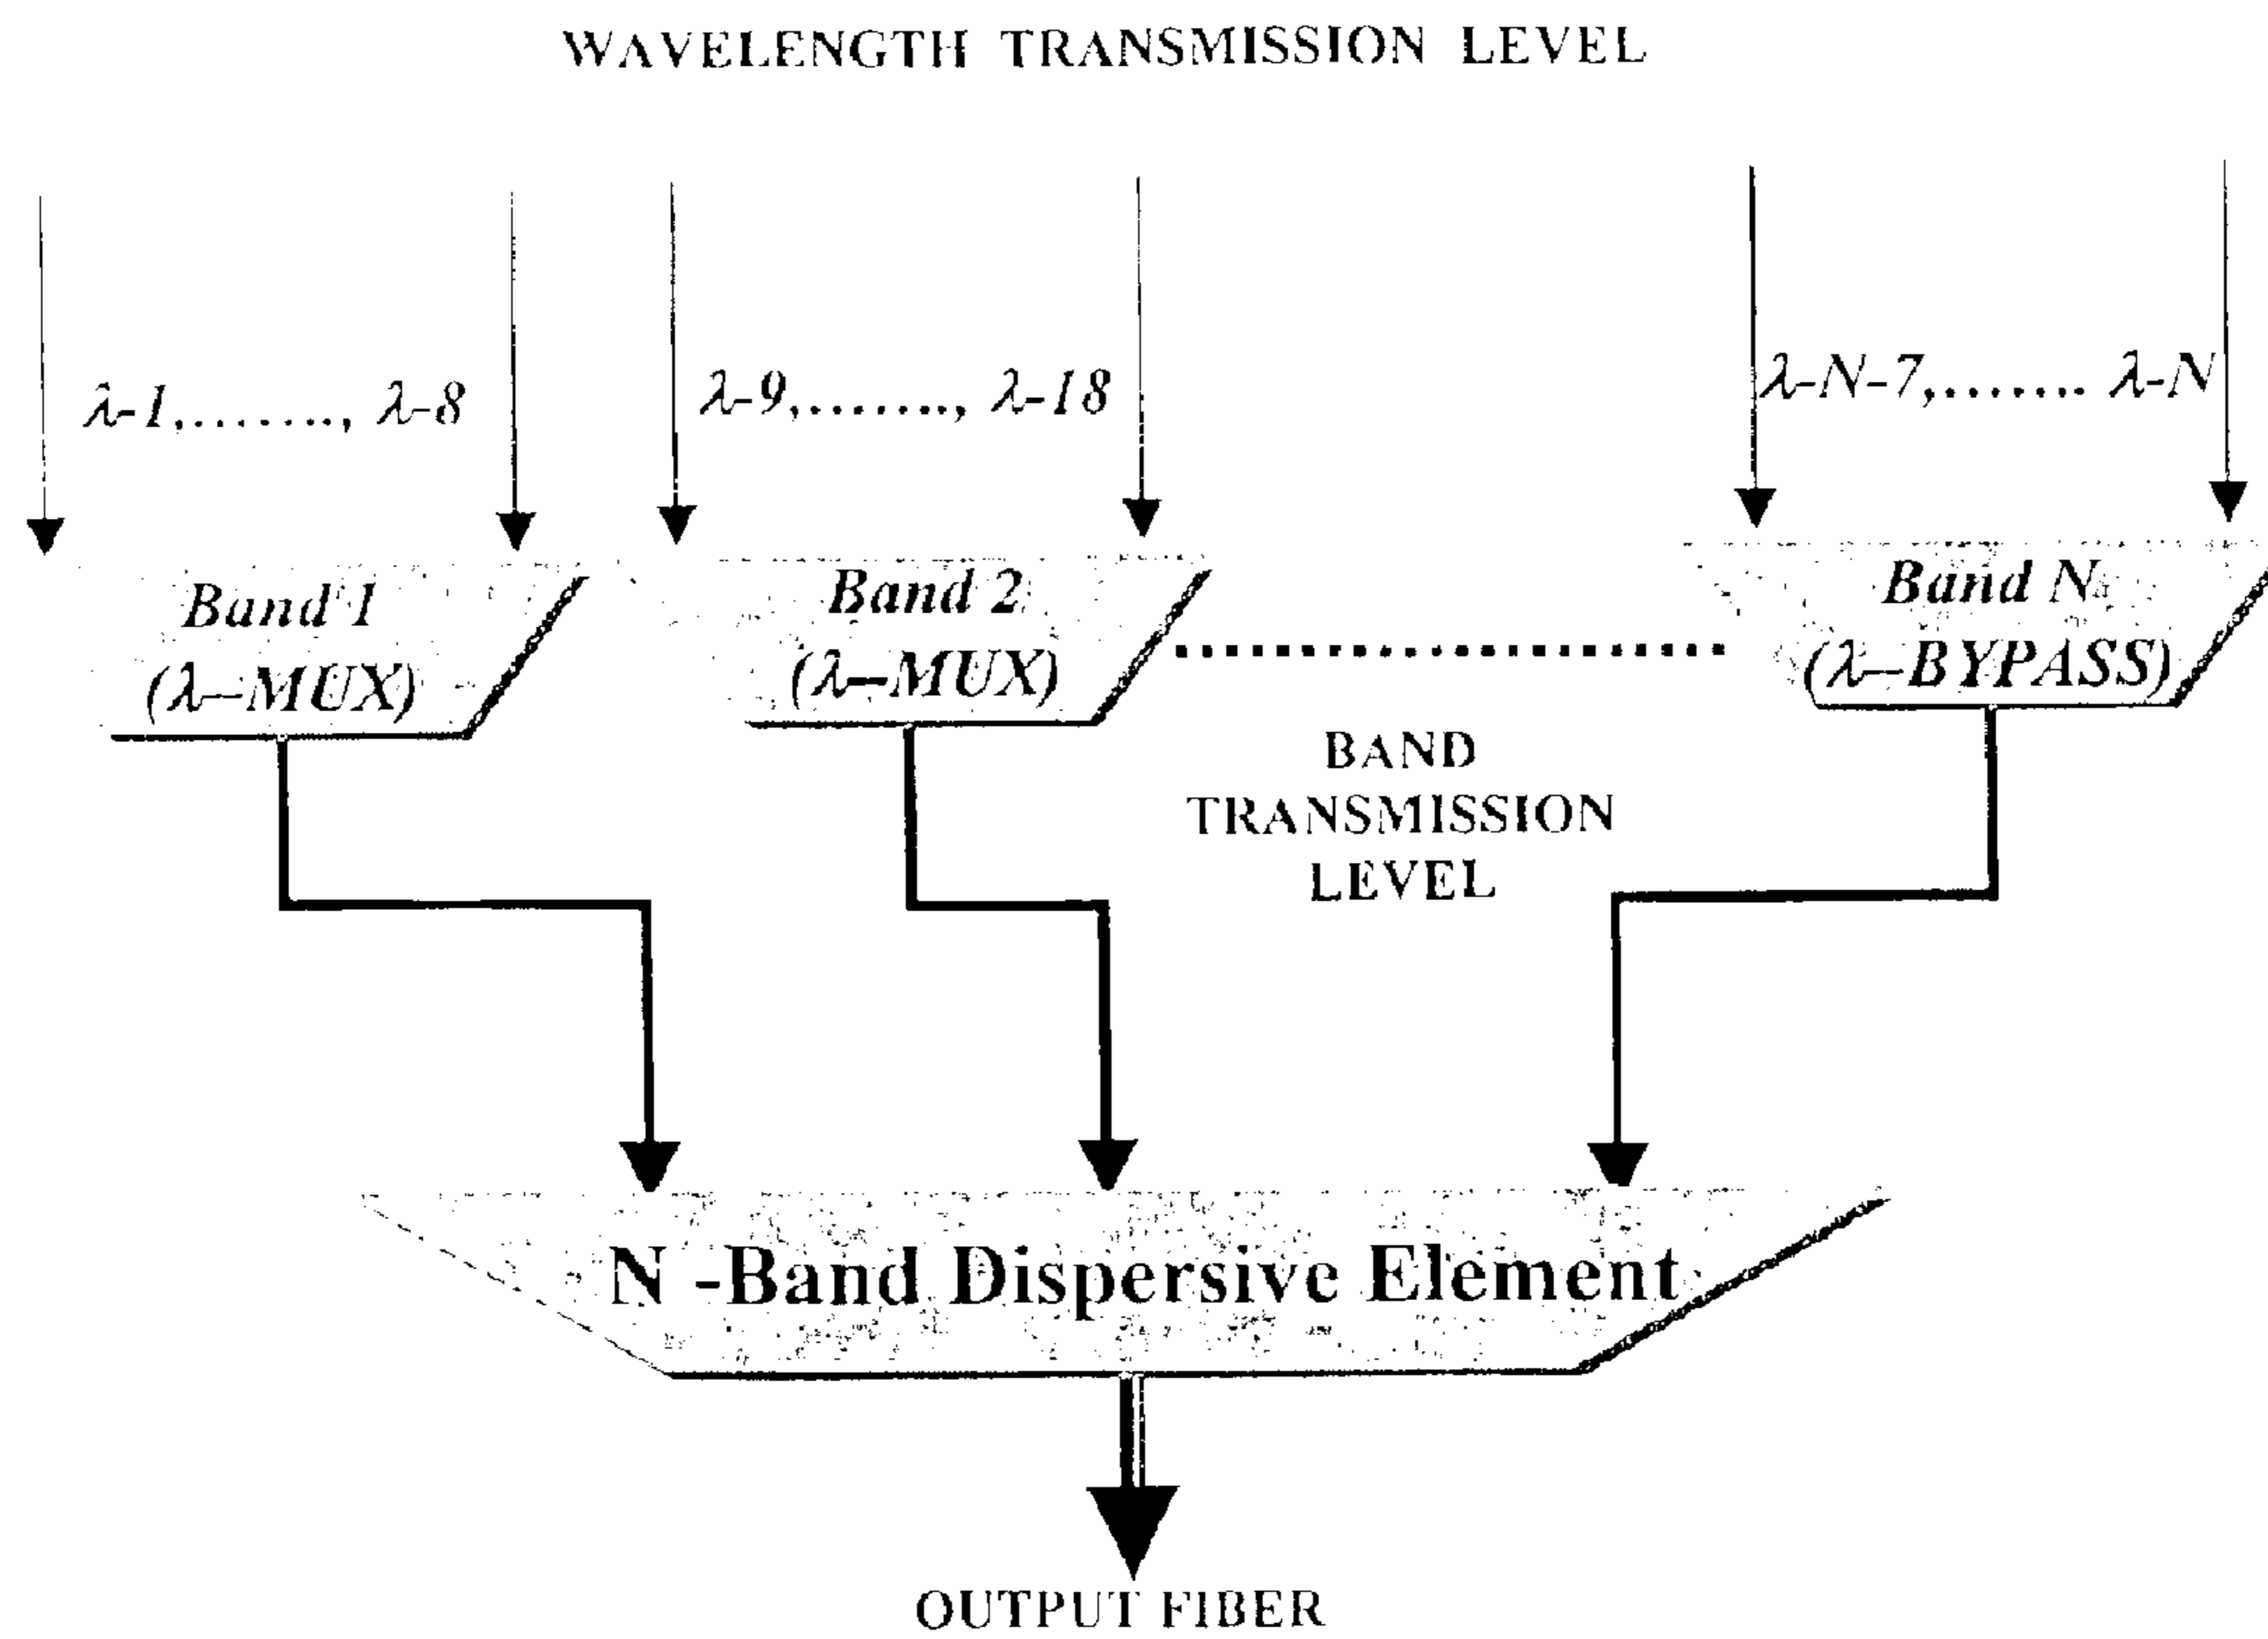 WAVELENGTH TRANSMISSION LEVEL
λ-1,........, λ-8
λ-9,........, λ-18
λ-N-7,....... λ-N
Band 1
(λ–MUX)
Band 2
(λ–MUX)
Band N
(λ–BYPASS)
BAND
TRANSMISSION
LEVEL
N -Band Dispersive Element
OUTPUT FIBER